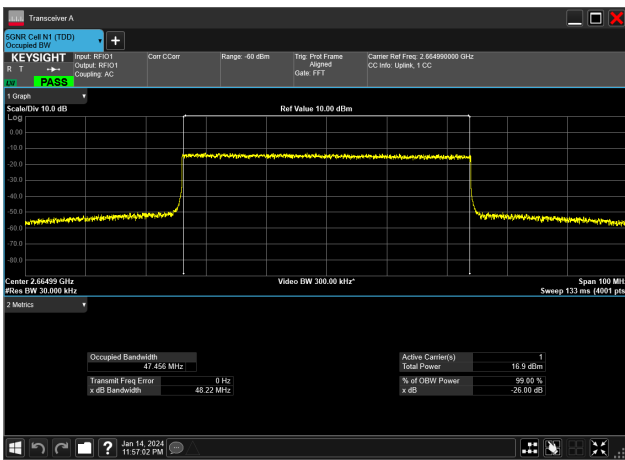 Transceiver A
5GNR Cell N1 (TDD)
Occupied BW
KEYSIGHT
R T
LV
PASS
Input: RFIO1
Output: RFIO1
Coupling: AC
Corr CCorr
Range: -60 dBm
Trig: Prot Frame
Aligned
Gate: FFT
Carrier Ref Freq: 2.664990000 GHz
CC Info: Uplink, 1 CC
1 Graph
Scale/Div 10.0 dB
Ref Value 10.00 dBm
Log
0.00
-10.0
-20.0
-30.0
-40.0
-50.0
-60.0
-70.0
-80.0
Center 2.66499 GHz
Video BW 300.00 kHz*
Span 100 MHz
#Res BW 30.000 kHz
Sweep 133 ms (4001 pts
2 Metrics
Occupied Bandwidth
47.456 MHz
Active Carrier(s) 1
Total Power 16.9 dBm
Transmit Freq Error 0 Hz
x dB Bandwidth 48.22 MHz
% of OBW Power 99.00 %
x dB -26.00 dB
Jan 14, 2024
11:57:02 PM